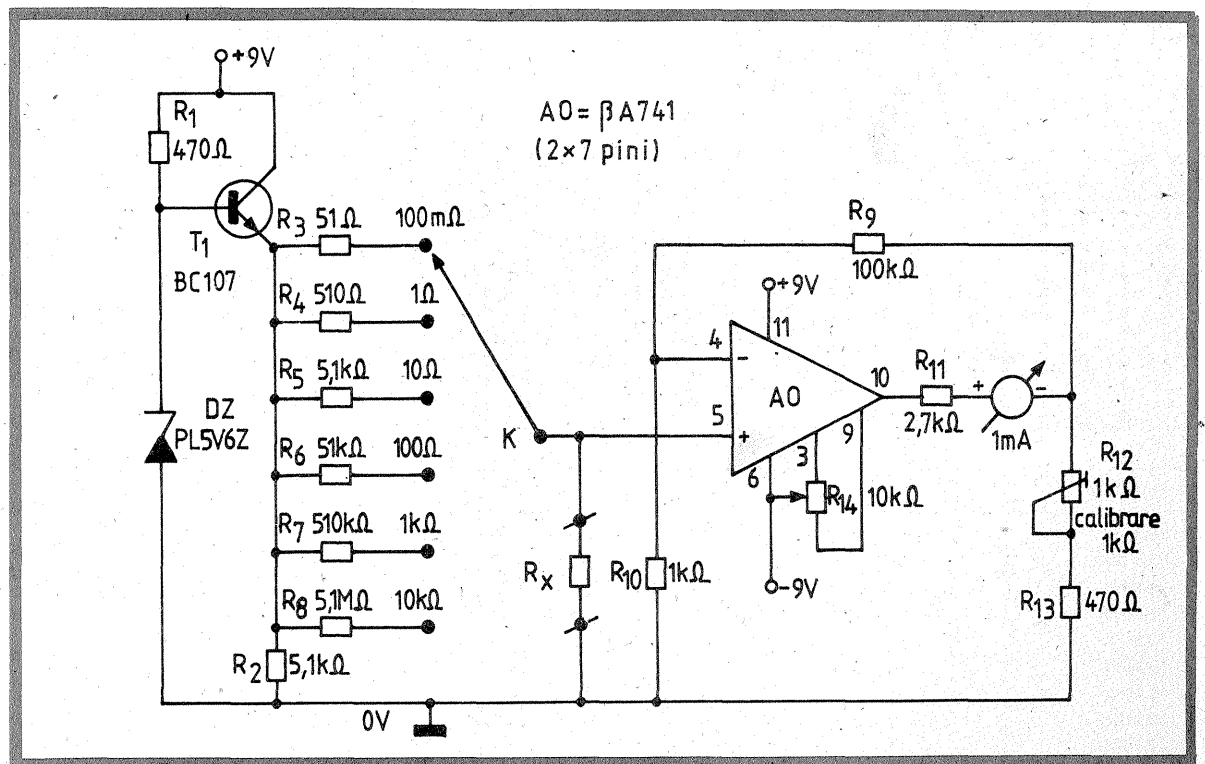 +9V
R1
470Ω
T1
BC107
DZ
PL5V6Z
R3 51Ω 100mΩ
R4 510Ω 1Ω
R5 5,1kΩ 10Ω
R6 51kΩ 100Ω
R7 510kΩ 1kΩ
R8 5,1MΩ 10kΩ
R2 5,1kΩ
0V
K
RX
AO = βA741
(2×7 pini)
R9
100kΩ
+9V
11
4
-
AO
5
+
6
3
9
10
R14 10kΩ
-9V
R10 1kΩ
R11
2,7kΩ
+
-
1mA
R12
1kΩ
calibrare
1kΩ
R13 470Ω